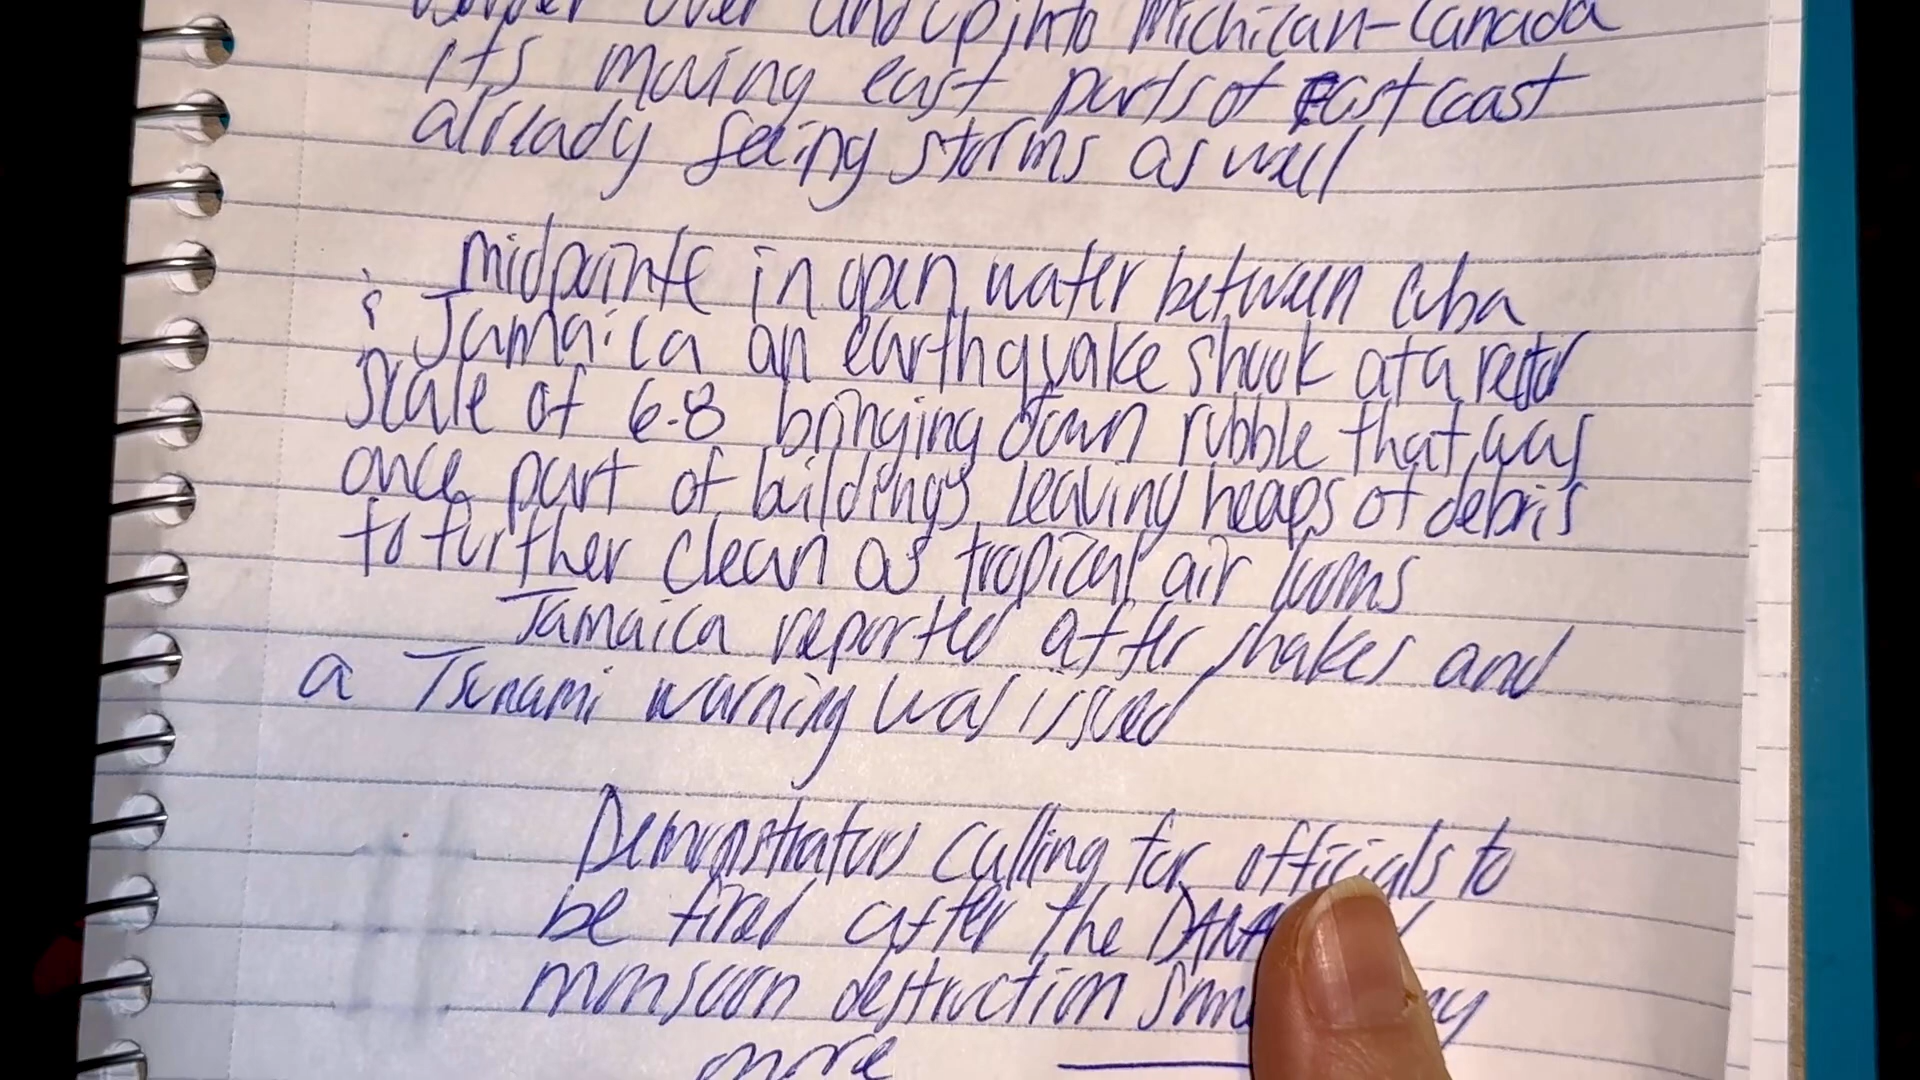 over and up into Michizan-Canada
its moving east parts of East coast
already seeing storms as well
midpointe in open water between Cuba
& Jamaica an earthquake shook at a
scale of 6.8 bringing down rubble that was
once part of buildings leaving heaps of debris
to further clean as tropical air looms
Jamaica reported after shakes and
a Tsunami warning was issued
Demonstrators calling for officials to
be fired after the DANA
monsoon destruction
more